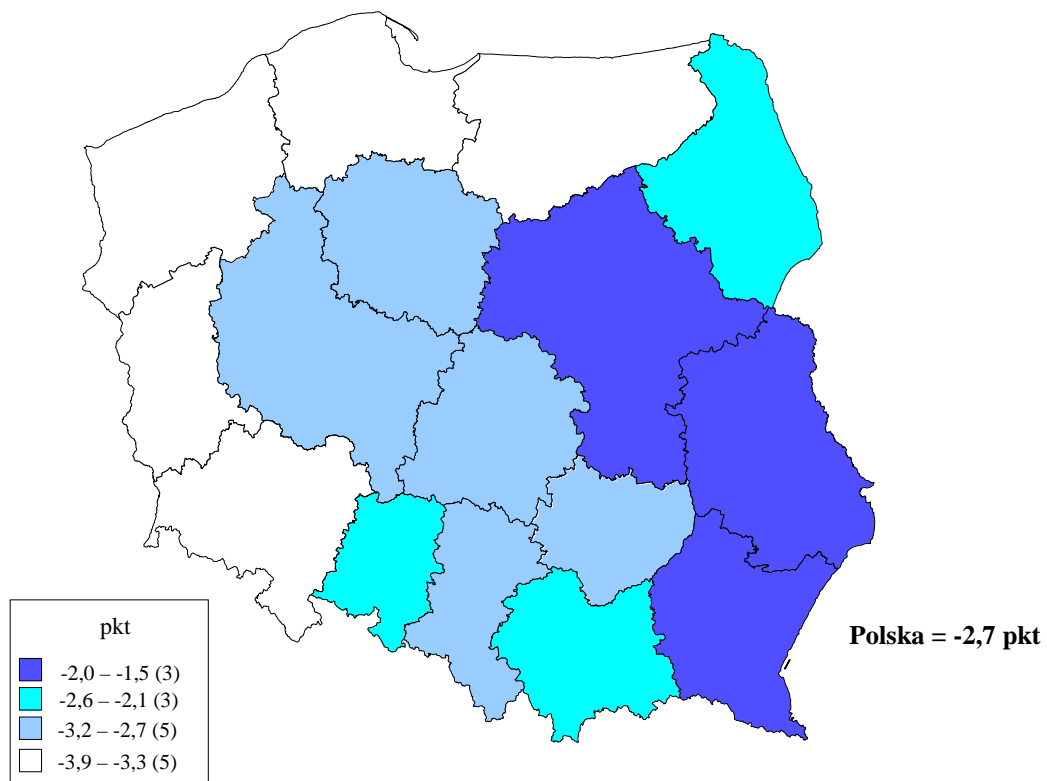 pkt
-2,0 – -1,5 (3)
-2,6 – -2,1 (3)
-3,2 – -2,7 (5)
-3,9 – -3,3 (5)
Polska = -2,7 pkt